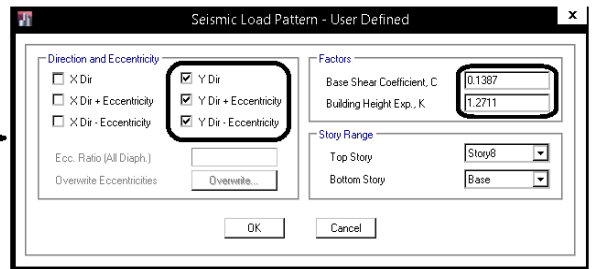 Seismic Load Pattern - User Defined
x
Direction and Eccentricity
X Dir
Y Dir
X Dir + Eccentricity
Y Dir + Eccentricity
X Dir - Eccentricity
Y Dir - Eccentricity
Ecc. Ratio (All Diaph.)
Overwrite Eccentricities
Overwrite...
Factors
Base Shear Coefficient, C
0.1387
Building Height Exp., K
1.2711
Story Range
Top Story
Story8
Bottom Story
Base
OK
Cancel